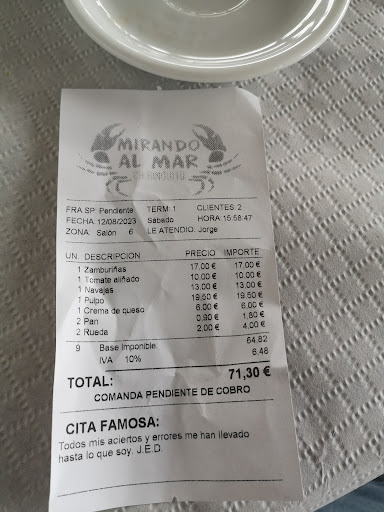 MIRANDO
AL MAR
FRA.SP: Pendiente TERM: 1 CLIENTES: 2
FECHA: 12/08/2023 Sabado HORA: 15:58:47
ZONA: Salón 6 LE ATENDIO: Jorge
UN. DESCRIPCION PRECIO IMPORTE
1 Zamburiñas 17,00 € 17,00 €
1 Tomate aliñado 10,00 € 10,00 €
1 Navajas 13,00 € 13,00 €
1 Pulpo 19,50 € 19,50 €
1 Crema de queso 6,00 € 6,00 €
2 Pan 0,90 € 1,80 €
2 Rueda 2,00 € 4,00 €
9 Base Imponible: 64,82
IVA 10% 6,48
TOTAL: 71,30 €
COMANDA PENDIENTE DE COBRO
CITA FAMOSA:
Todos mis aciertos y errores me han llevado
hasta lo que soy. J.E.D.